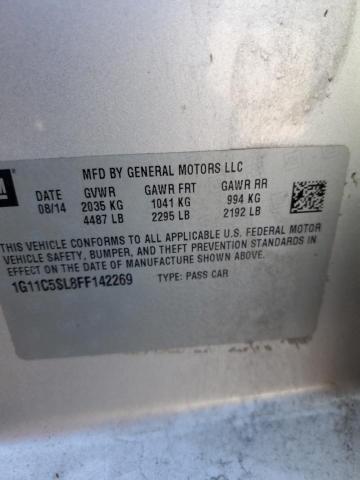 GM
MFD BY GENERAL MOTORS LLC
DATE GVWR GAWR FRT GAWR RR
08/14 2035 KG 1041 KG 994 KG
4487 LB 2295 LB 2192 LB
THIS VEHICLE CONFORMS TO ALL APPLICABLE U.S. FEDERAL MOTOR
VEHICLE SAFETY, BUMPER, AND THEFT PREVENTION STANDARDS IN
EFFECT ON THE DATE OF MANUFACTURE SHOWN ABOVE.
1G11C5SL8FF142269 TYPE: PASS CAR